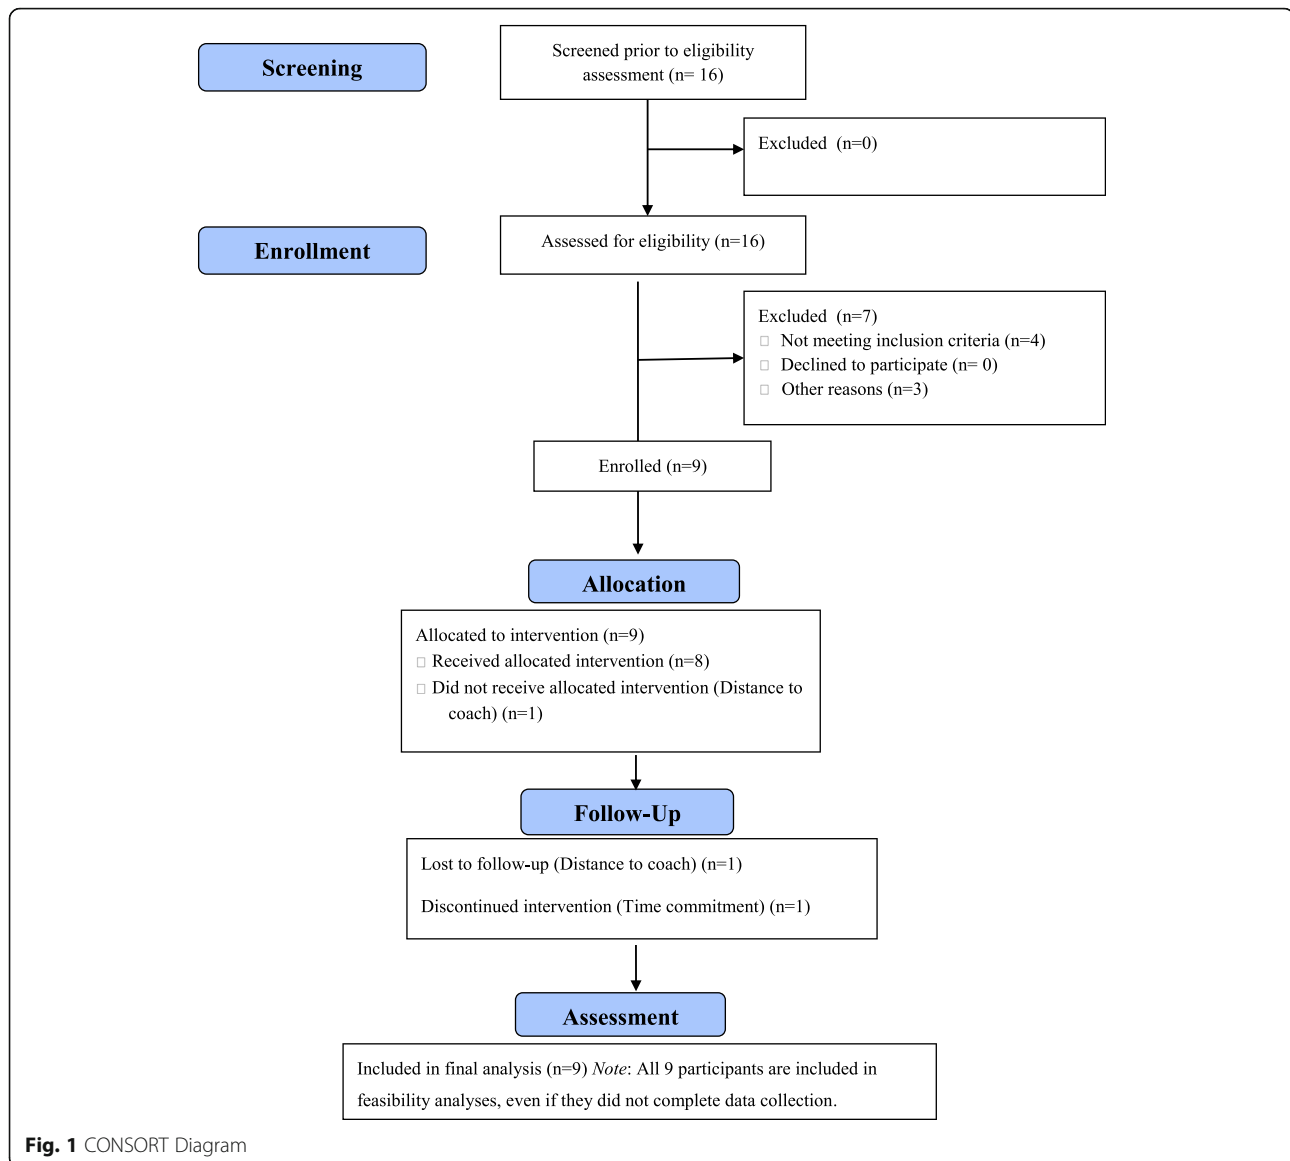 Screening
Screened prior to eligibility
assessment (n= 16)
Excluded (n=0)
Enrollment
Assessed for eligibility (n=16)
Excluded (n=7)
□ Not meeting inclusion criteria (n=4)
□ Declined to participate (n= 0)
□ Other reasons (n=3)
Enrolled (n=9)
Allocation
Allocated to intervention (n=9)
□ Received allocated intervention (n=8)
□ Did not receive allocated intervention (Distance to
coach) (n=1)
Follow-Up
Lost to follow-up (Distance to coach) (n=1)
Discontinued intervention (Time commitment) (n=1)
Assessment
Included in final analysis (n=9) Note: All 9 participants are included in
feasibility analyses, even if they did not complete data collection.
Fig. 1 CONSORT Diagram